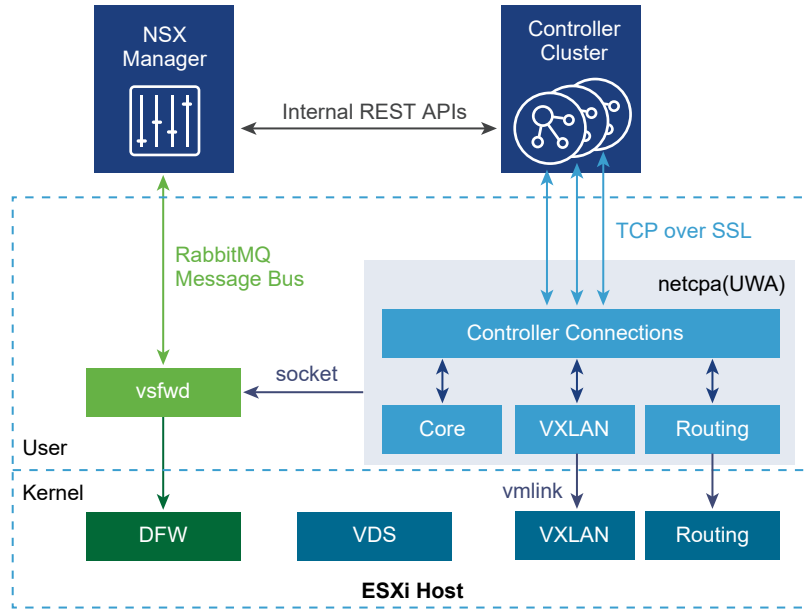 NSX
Manager
Controller
Cluster
Internal REST APIs
RabbitMQ
Message Bus
TCP over SSL
netcpa(UWA)
Controller Connections
socket
vsfwd
Core
VXLAN
Routing
User
Kernel
vmlink
DFW
VDS
VXLAN
Routing
ESXi Host